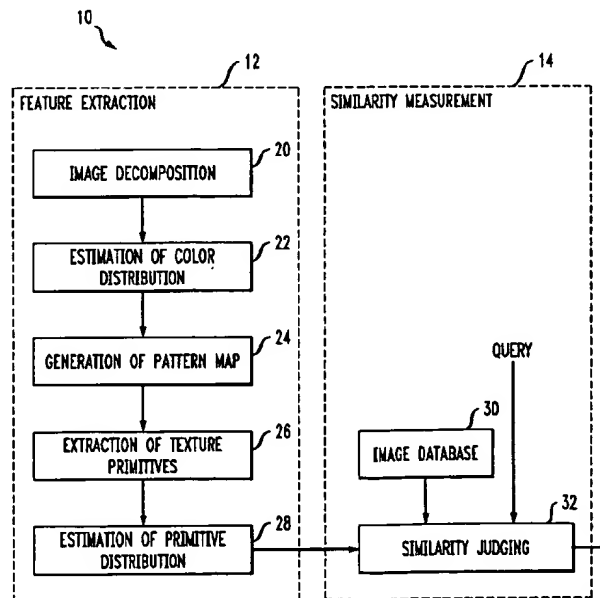 10
12
14
FEATURE EXTRACTION
SIMILARITY MEASUREMENT
20
IMAGE DECOMPOSITION
22
ESTIMATION OF COLOR
DISTRIBUTION
24
GENERATION OF PATTERN MAP
QUERY
26
EXTRACTION OF TEXTURE
PRIMITIVES
30
IMAGE DATABASE
28
ESTIMATION OF PRIMITIVE
DISTRIBUTION
32
SIMILARITY JUDGING